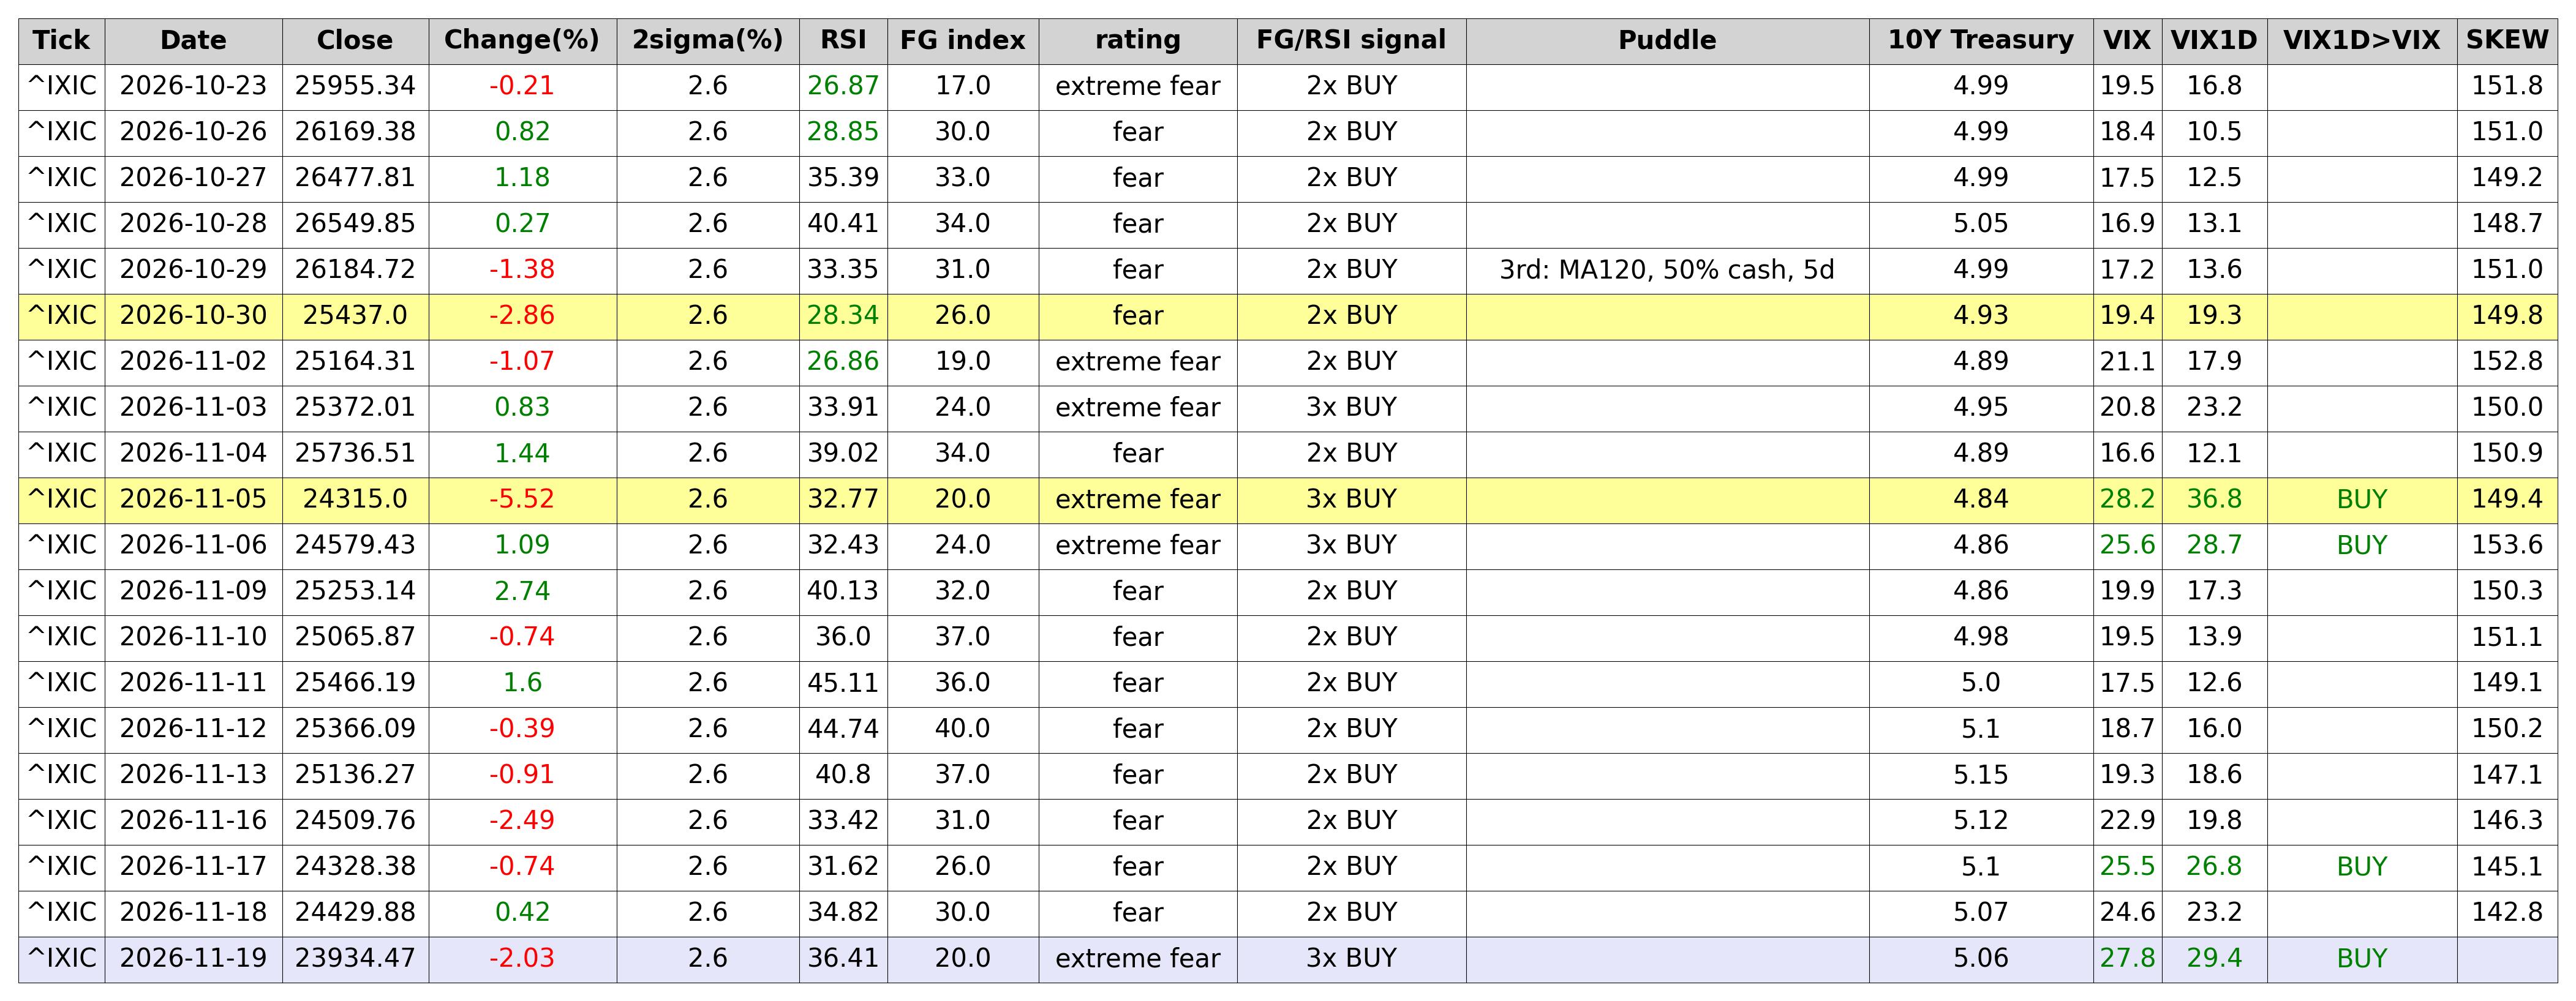 Tick Date Close Change(%) 2sigma(%) RSI FG index rating FG/RSI signal Puddle 10Y Treasury VIX VIX1D VIX1D>VIX SKEW
^IXIC 2026-10-23 25955.34 -0.21 2.6 26.87 17.0 extreme fear 2x BUY 4.99 19.5 16.8 151.8
^IXIC 2026-10-26 26169.38 0.82 2.6 28.85 30.0 fear 2x BUY 4.99 18.4 10.5 151.0
^IXIC 2026-10-27 26477.81 1.18 2.6 35.39 33.0 fear 2x BUY 4.99 17.5 12.5 149.2
^IXIC 2026-10-28 26549.85 0.27 2.6 40.41 34.0 fear 2x BUY 5.05 16.9 13.1 148.7
^IXIC 2026-10-29 26184.72 -1.38 2.6 33.35 31.0 fear 2x BUY 3rd: MA120, 50% cash, 5d 4.99 17.2 13.6 151.0
^IXIC 2026-10-30 25437.0 -2.86 2.6 28.34 26.0 fear 2x BUY 4.93 19.4 19.3 149.8
^IXIC 2026-11-02 25164.31 -1.07 2.6 26.86 19.0 extreme fear 2x BUY 4.89 21.1 17.9 152.8
^IXIC 2026-11-03 25372.01 0.83 2.6 33.91 24.0 extreme fear 3x BUY 4.95 20.8 23.2 150.0
^IXIC 2026-11-04 25736.51 1.44 2.6 39.02 34.0 fear 2x BUY 4.89 16.6 12.1 150.9
^IXIC 2026-11-05 24315.0 -5.52 2.6 32.77 20.0 extreme fear 3x BUY 4.84 28.2 36.8 BUY 149.4
^IXIC 2026-11-06 24579.43 1.09 2.6 32.43 24.0 extreme fear 3x BUY 4.86 25.6 28.7 BUY 153.6
^IXIC 2026-11-09 25253.14 2.74 2.6 40.13 32.0 fear 2x BUY 4.86 19.9 17.3 150.3
^IXIC 2026-11-10 25065.87 -0.74 2.6 36.0 37.0 fear 2x BUY 4.98 19.5 13.9 151.1
^IXIC 2026-11-11 25466.19 1.6 2.6 45.11 36.0 fear 2x BUY 5.0 17.5 12.6 149.1
^IXIC 2026-11-12 25366.09 -0.39 2.6 44.74 40.0 fear 2x BUY 5.1 18.7 16.0 150.2
^IXIC 2026-11-13 25136.27 -0.91 2.6 40.8 37.0 fear 2x BUY 5.15 19.3 18.6 147.1
^IXIC 2026-11-16 24509.76 -2.49 2.6 33.42 31.0 fear 2x BUY 5.12 22.9 19.8 146.3
^IXIC 2026-11-17 24328.38 -0.74 2.6 31.62 26.0 fear 2x BUY 5.1 25.5 26.8 BUY 145.1
^IXIC 2026-11-18 24429.88 0.42 2.6 34.82 30.0 fear 2x BUY 5.07 24.6 23.2 142.8
^IXIC 2026-11-19 23934.47 -2.03 2.6 36.41 20.0 extreme fear 3x BUY 5.06 27.8 29.4 BUY